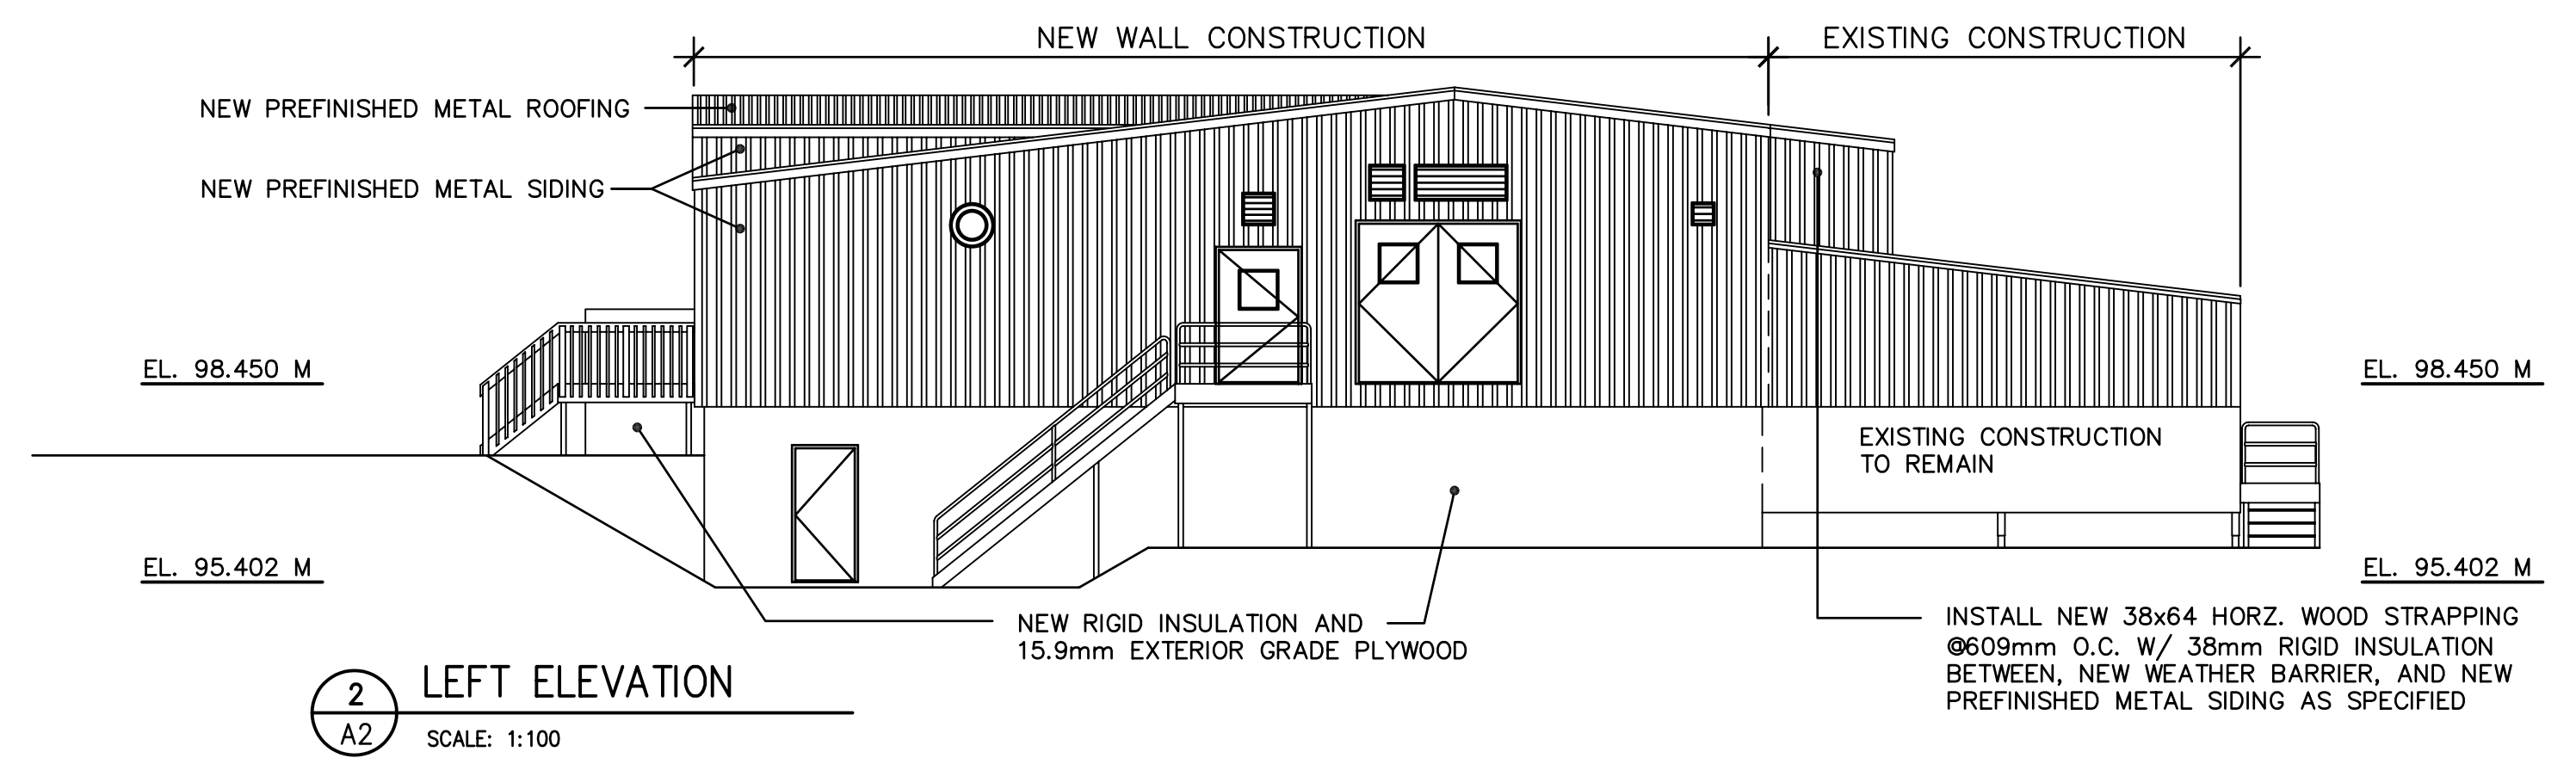 NEW WALL CONSTRUCTION
EXISTING CONSTRUCTION
NEW PREFINISHED METAL ROOFING
NEW PREFINISHED METAL SIDING
EL. 98.450 M
EL. 98.450 M
EXISTING CONSTRUCTION
TO REMAIN
EL. 95.402 M
EL. 95.402 M
NEW RIGID INSULATION AND
15.9mm EXTERIOR GRADE PLYWOOD
INSTALL NEW 38x64 HORZ. WOOD STRAPPING
@609mm O.C. W/ 38mm RIGID INSULATION
BETWEEN, NEW WEATHER BARRIER, AND NEW
PREFINISHED METAL SIDING AS SPECIFIED
2
LEFT ELEVATION
A2
SCALE: 1:100